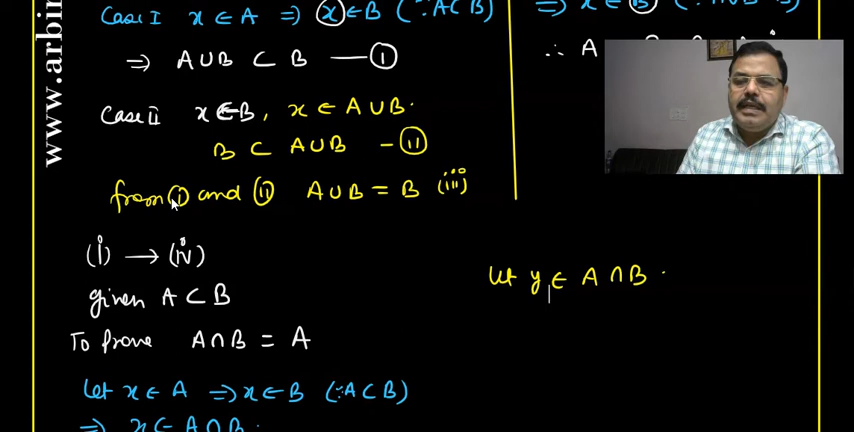 www.arbin
Case I x ∈ A ⇒ x ∈ B (∵ A ⊂ B)
⇒ A ∪ B ⊂ B — (i)
Case II x ∈ B, x ∈ A ∪ B.
B ⊂ A ∪ B - (ii)
from (i) and (ii) A ∪ B = B (iii)
(i) → (iv)
given A ⊂ B
To prove A ∩ B = A
let x ∈ A ⇒ x ∈ B (∵ A ⊂ B)
⇒ x ∈ A ∩ B.
⇒ x ∈ B
∴ A
let y ∈ A ∩ B.